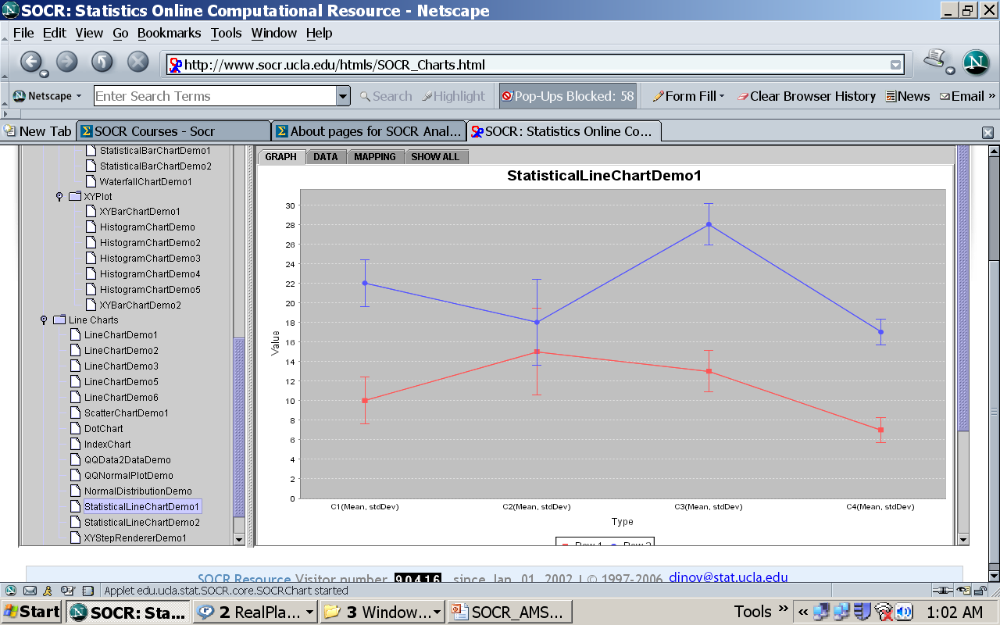 SOCR: Statistics Online Computational Resource - Netscape
File Edit View Go Bookmarks Tools Window Help
http://www.socr.ucla.edu/htmls/SOCR_Charts.html
N
Netscape Enter Search Terms Search Highlight Pop-Ups Blocked: 58 Form Fill Clear Browser History News Email »
New Tab Σ SOCR Courses - Socr Σ About pages for SOCR Anal... SOCR: Statistics Online Co...
StatisticalBarChartDemo1
StatisticalBarChartDemo2
WaterfallChartDemo1
XYPlot
XYBarChartDemo1
HistogramChartDemo
HistogramChartDemo2
HistogramChartDemo3
HistogramChartDemo4
HistogramChartDemo5
XYBarChartDemo2
Line Charts
LineChartDemo1
LineChartDemo2
LineChartDemo3
LineChartDemo5
LineChartDemo6
ScatterChartDemo1
DotChart
IndexChart
QQData2DataDemo
QQNormalPlotDemo
NormalDistributionDemo
StatisticalLineChartDemo1
StatisticalLineChartDemo2
XYStepRendererDemo1
GRAPH DATA MAPPING SHOW ALL
StatisticalLineChartDemo1
30
28
26
24
22
20
18
16
14
12
10
8
6
4
2
0
Value
C1(Mean, stdDev) C2(Mean, stdDev) C3(Mean, stdDev) C4(Mean, stdDev)
Type
Row 1 Row 2
SOCR Resource Visitor number 90416 since Jan. 01, 2002 | © 1997-2006 dinov@stat.ucla.edu
Applet edu.ucla.stat.SOCR.core.SOCRChart started
Start SOCR: Sta... 2 RealPla... 3 Window... SOCR_AMS... Tools » « 1:02 AM